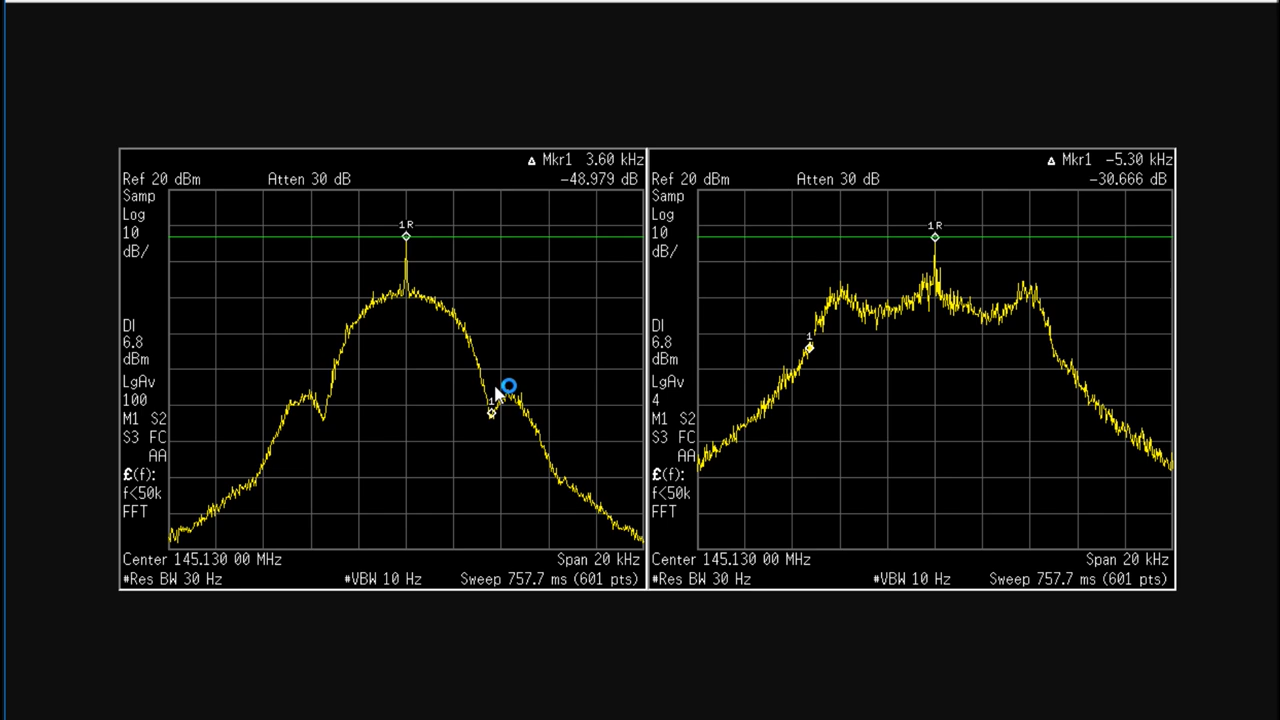 △ Mkr1 3.60 kHz
Ref 20 dBm Atten 30 dB −48.979 dB
Samp
Log
10
dB/
1R
DI
6.8
dBm
LgAv
100
1
M1 S2
S3 FC
AA
£(f):
f<50k
FFT
Center 145.130 00 MHz Span 20 kHz
#Res BW 30 Hz #VBW 10 Hz Sweep 757.7 ms (601 pts)
△ Mkr1 −5.30 kHz
Ref 20 dBm Atten 30 dB −30.666 dB
Samp
Log
10
dB/
1R
DI
6.8
dBm
1
LgAv
4
M1 S2
S3 FC
AA
£(f):
f<50k
FFT
Center 145.130 00 MHz Span 20 kHz
#Res BW 30 Hz #VBW 10 Hz Sweep 757.7 ms (601 pts)